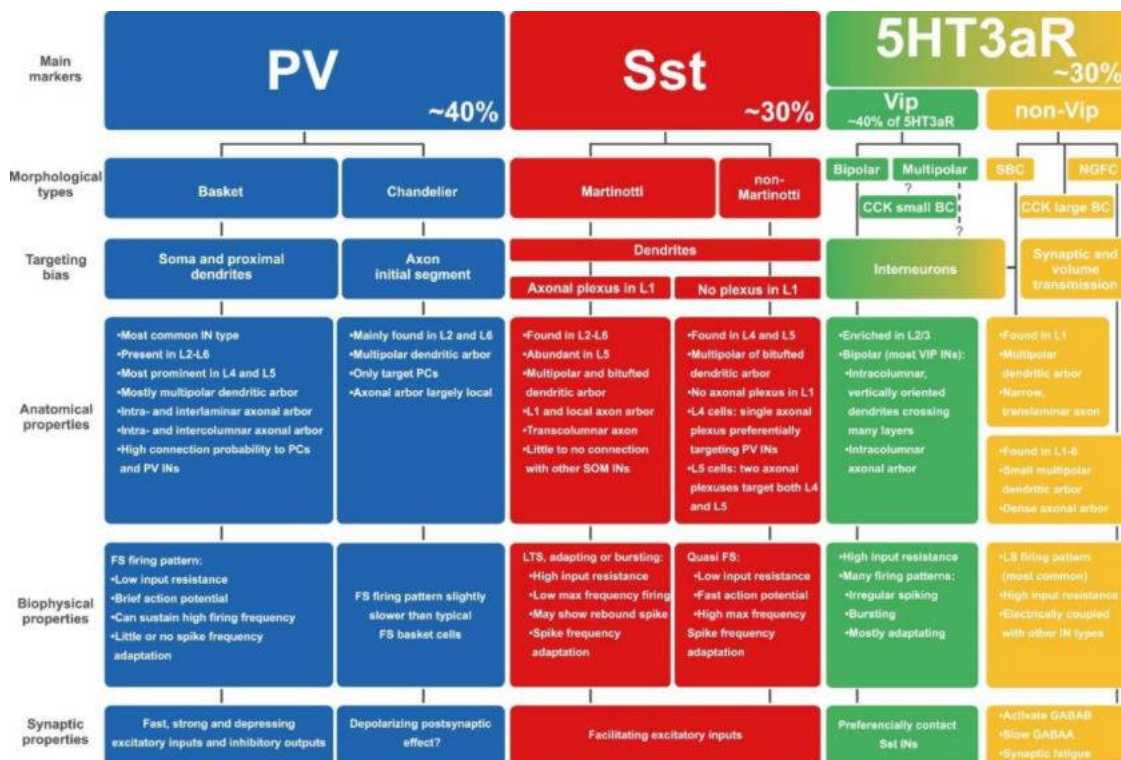 Main
markers
PV
~40%
Sst
~30%
5HT3aR
~30%
Vip
~40% of 5HT3aR
non-Vip
Morphological
types
Basket
Chandelier
Martinotti
non-
Martinotti
Bipolar
Multipolar
?
CCK small BC
?
SBC
NGFC
CCK large BC
Targeting
bias
Soma and proximal
dendrites
Axon
initial segment
Dendrites
Axonal plexus in L1
No plexus in L1
Interneurons
Synaptic and
volume
transmission
Anatomical
properties
•Most common IN type
•Present in L2-L6
•Most prominent in L4 and L5
•Mostly multipolar dendritic arbor
•Intra- and interlaminar axonal arbor
•Intra- and intercolumnar axonal arbor
•High connection probability to PCs
and PV INs
•Mainly found in L2 and L6
•Multipolar dendritic arbor
•Only target PCs
•Axonal arbor largely local
•Found in L2-L6
•Abundant in L5
•Multipolar and bitufted
dendritic arbor
•L1 and local axon arbor
•Transcolumnar axon
•Little to no connection
with other SOM INs
•Found in L4 and L5
•Multipolar of bitufted
dendritic arbor
•No axonal plexus in L1
•L4 cells: single axonal
plexus preferentially
targeting PV INs
•L5 cells: two axonal
plexuses target both L4
and L5
•Enriched in L2/3
•Bipolar (most VIP INs):
•Intracolumnar,
vertically oriented
dendrites crossing
many layers
•Intracolumnar
axonal arbor
•Found in L1
•Multipolar
dendritic arbor
•Narrow,
translaminar axon
•Found in L1-6
•Small multipolar
dendritic arbor
•Dense axonal arbor
Biophysical
properties
FS firing pattern:
•Low input resistance
•Brief action potential
•Can sustain high firing frequency
•Little or no spike frequency
adaptation
FS firing pattern slightly
slower than typical
FS basket cells
LTS, adapting or bursting:
•High input resistance
•Low max frequency firing
•May show rebound spike
•Spike frequency
adaptation
Quasi FS:
•Low input resistance
•Fast action potential
•High max frequency
Spike frequency
adaptation
•High input resistance
•Many firing patterns:
•Irregular spiking
•Bursting
•Mostly adaptating
•LS firing pattern
(most common)
•High input resistance
•Electrically coupled
with other IN types
Synaptic
properties
Fast, strong and depressing
excitatory inputs and inhibitory outputs
Depolarizing postsynaptic
effect?
Facilitating excitatory inputs
Preferencially contact
Sst INs
•Activate GABAB
•Slow GABAA
•Synaptic fatigue